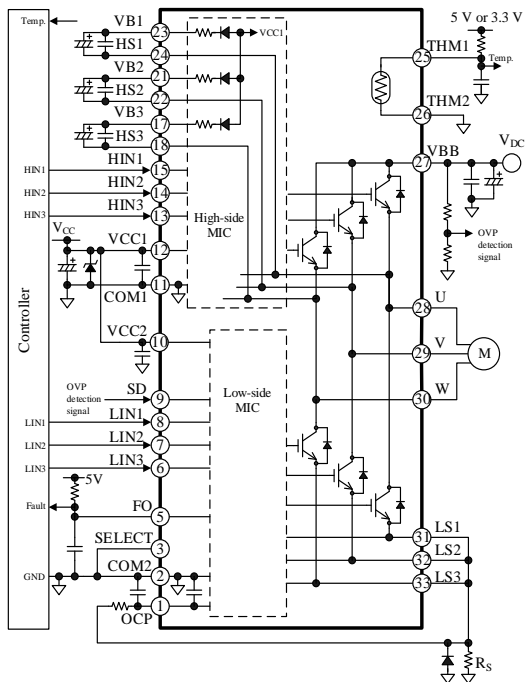 Controller
Temp.
VB1 23
HS1 24
VB2 21
HS2 22
VB3 17
HS3 18
HIN1 HIN1 15
HIN2 HIN2 14
HIN3 HIN3 13
VCC VCC1 12
COM1 11
VCC2 10
OVP detection signal
SD 9
LIN1 LIN1 8
LIN2 LIN2 7
LIN3 LIN3 6
5V
Fault FO 5
SELECT 3
GND COM2 2
OCP 1
VCC1
High-side
MIC
Low-side
MIC
5 V or 3.3 V
THM1 25
Temp.
THM2 26
VBB 27
VDC
OVP
detection
signal
U 28
V 29
M
W 30
31 LS1
32 LS2
33 LS3
RS